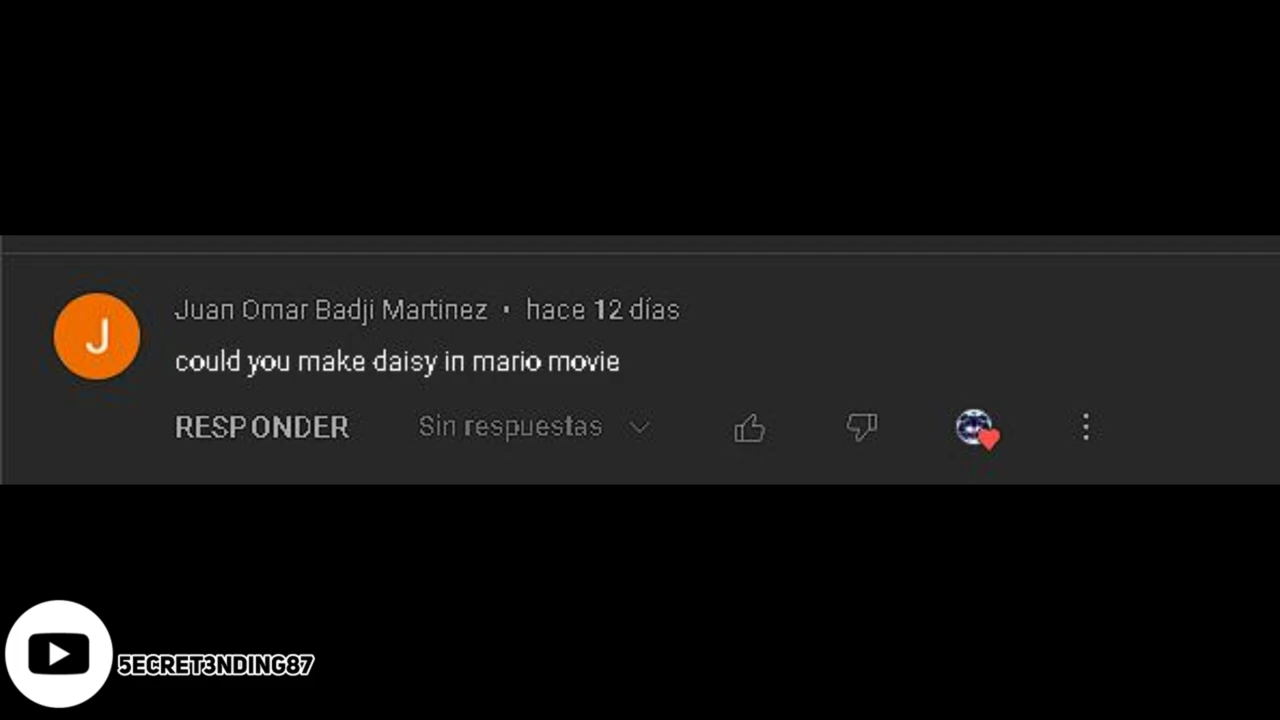 Juan Omar Badji Martinez • hace 12 días
could you make daisy in mario movie
RESPONDER Sin respuestas
5ECRET3NDING87